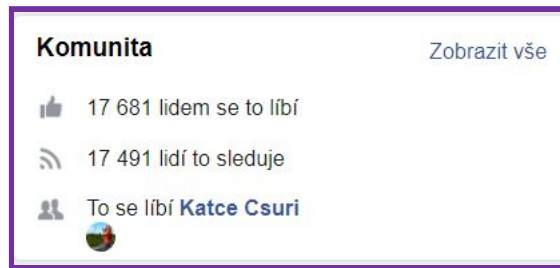 Komunita
Zobrazit vše
17 681 lidem se to líbí
17 491 lidí to sleduje
To se líbí Katce Csuri